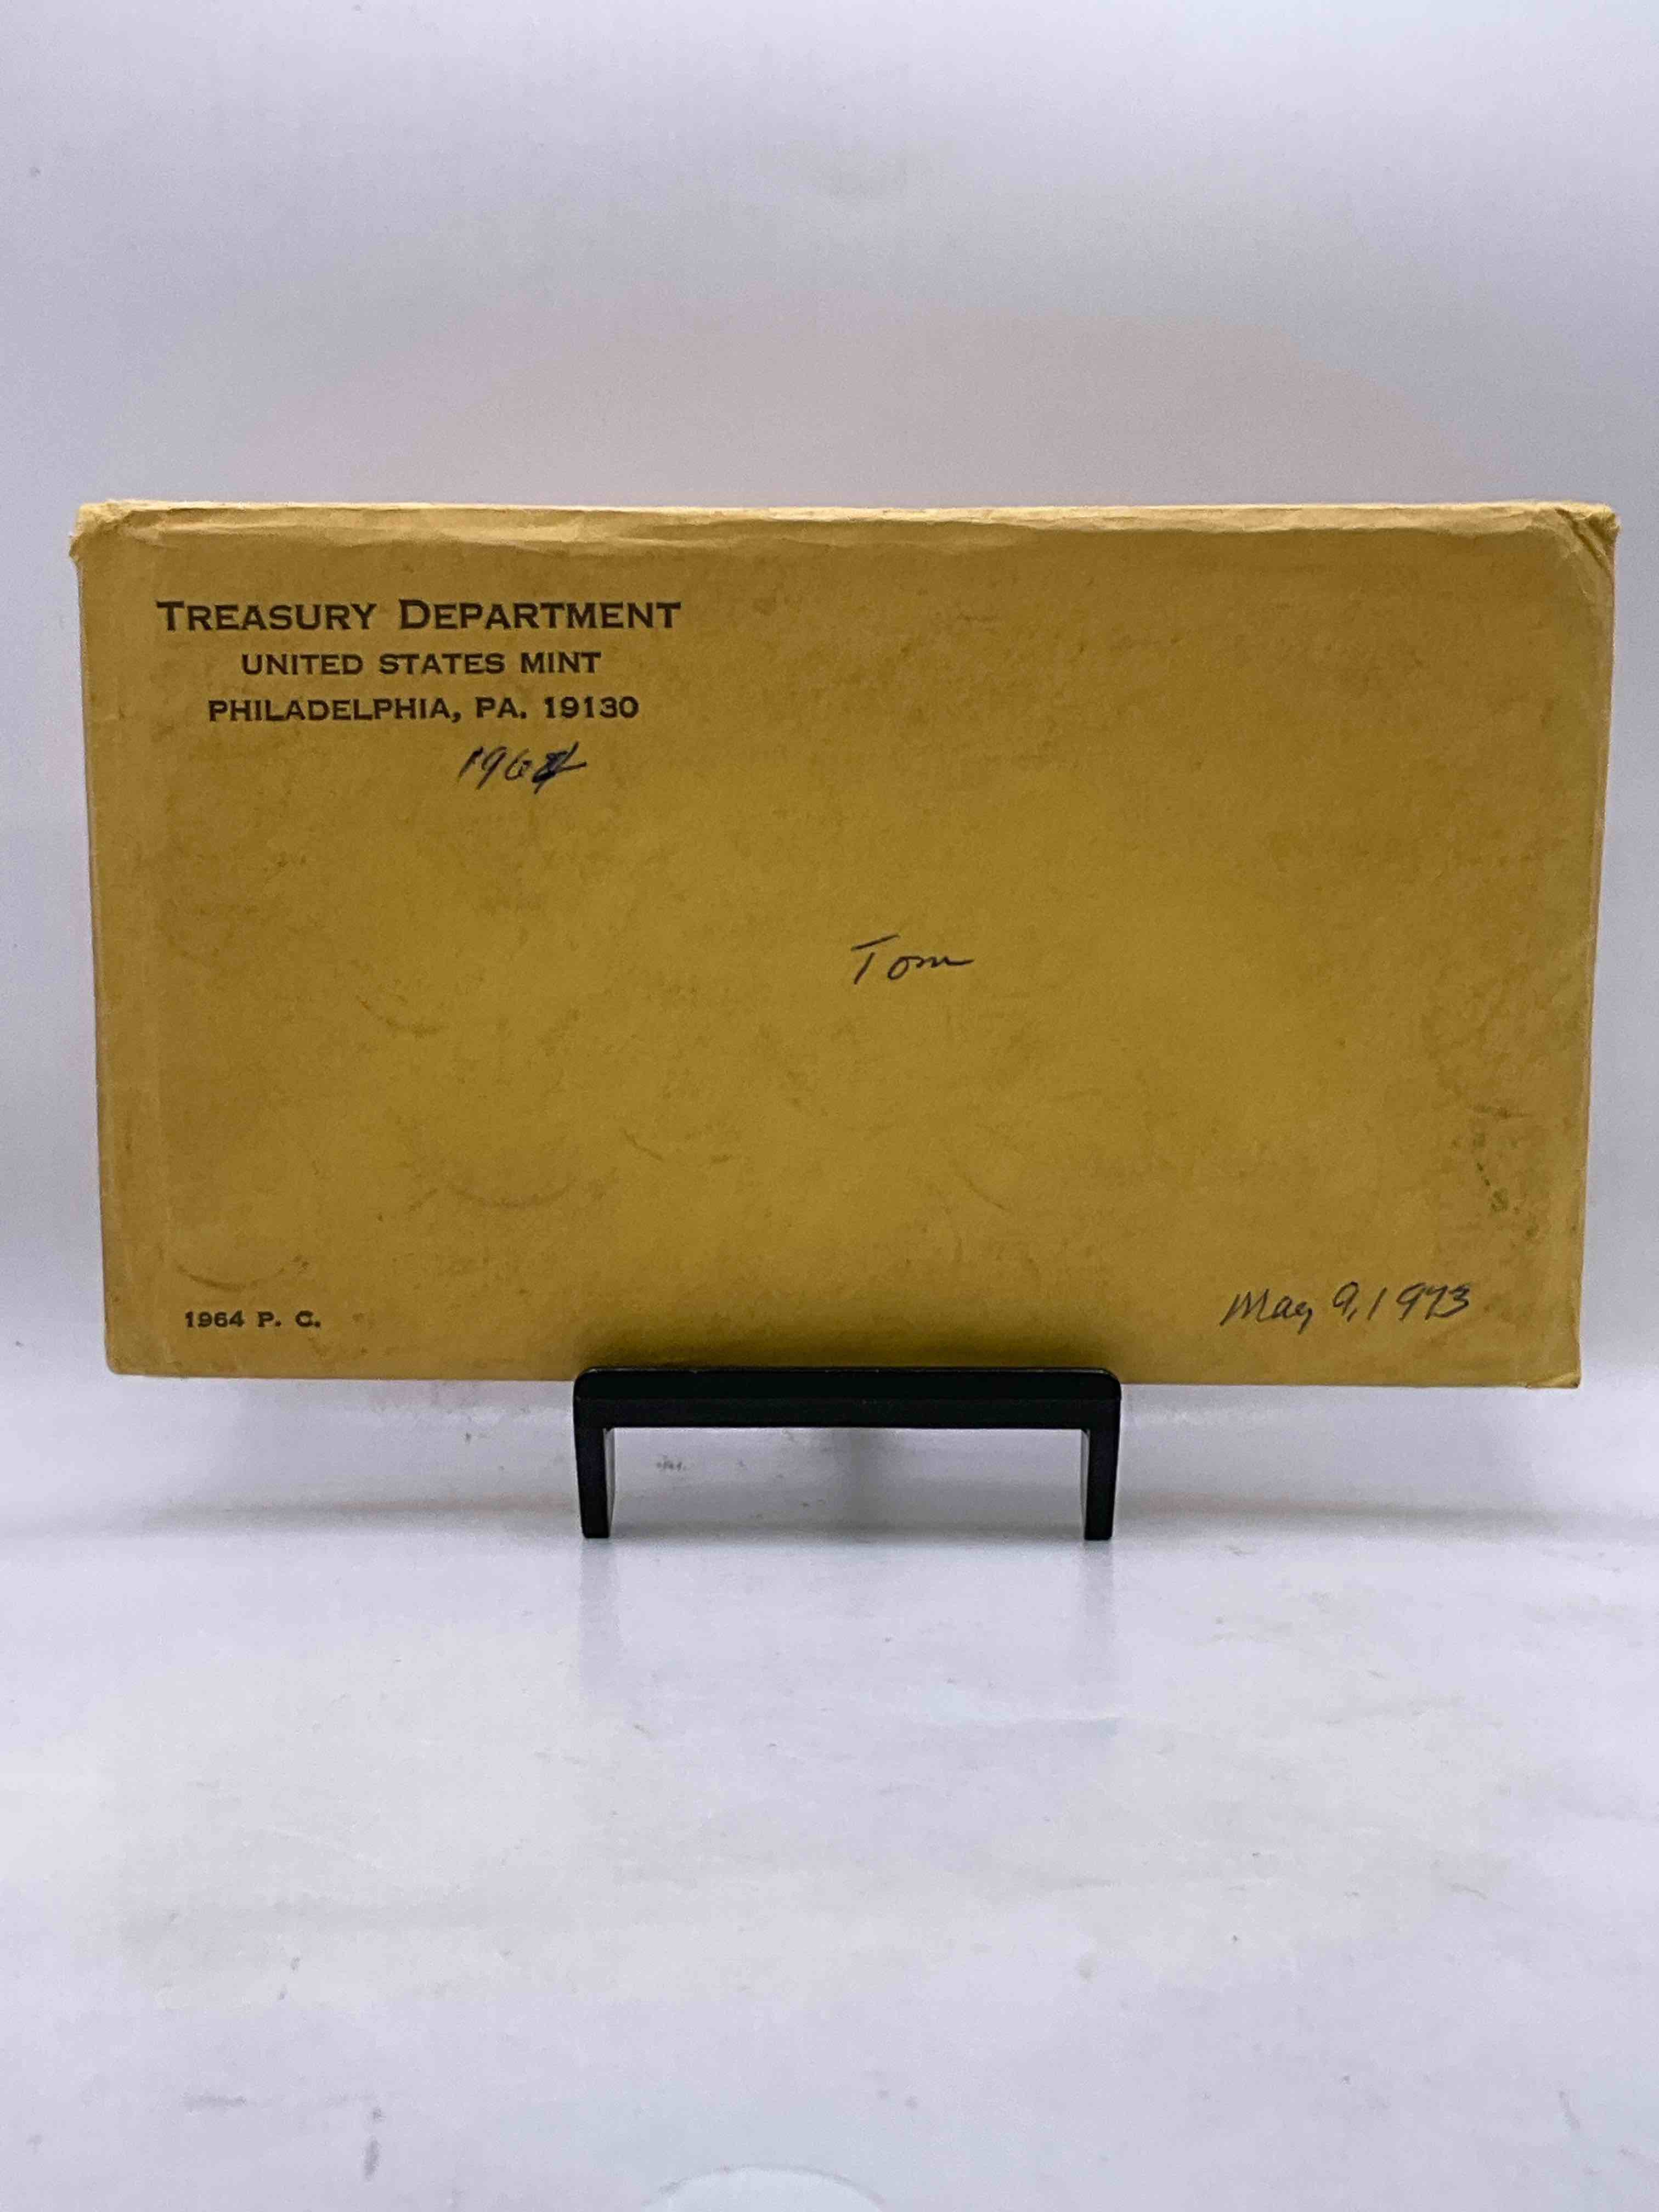 TREASURY DEPARTMENT
UNITED STATES MINT
PHILADELPHIA, PA. 19130
1964
Tom
1964 P. C.
May 9, 1973